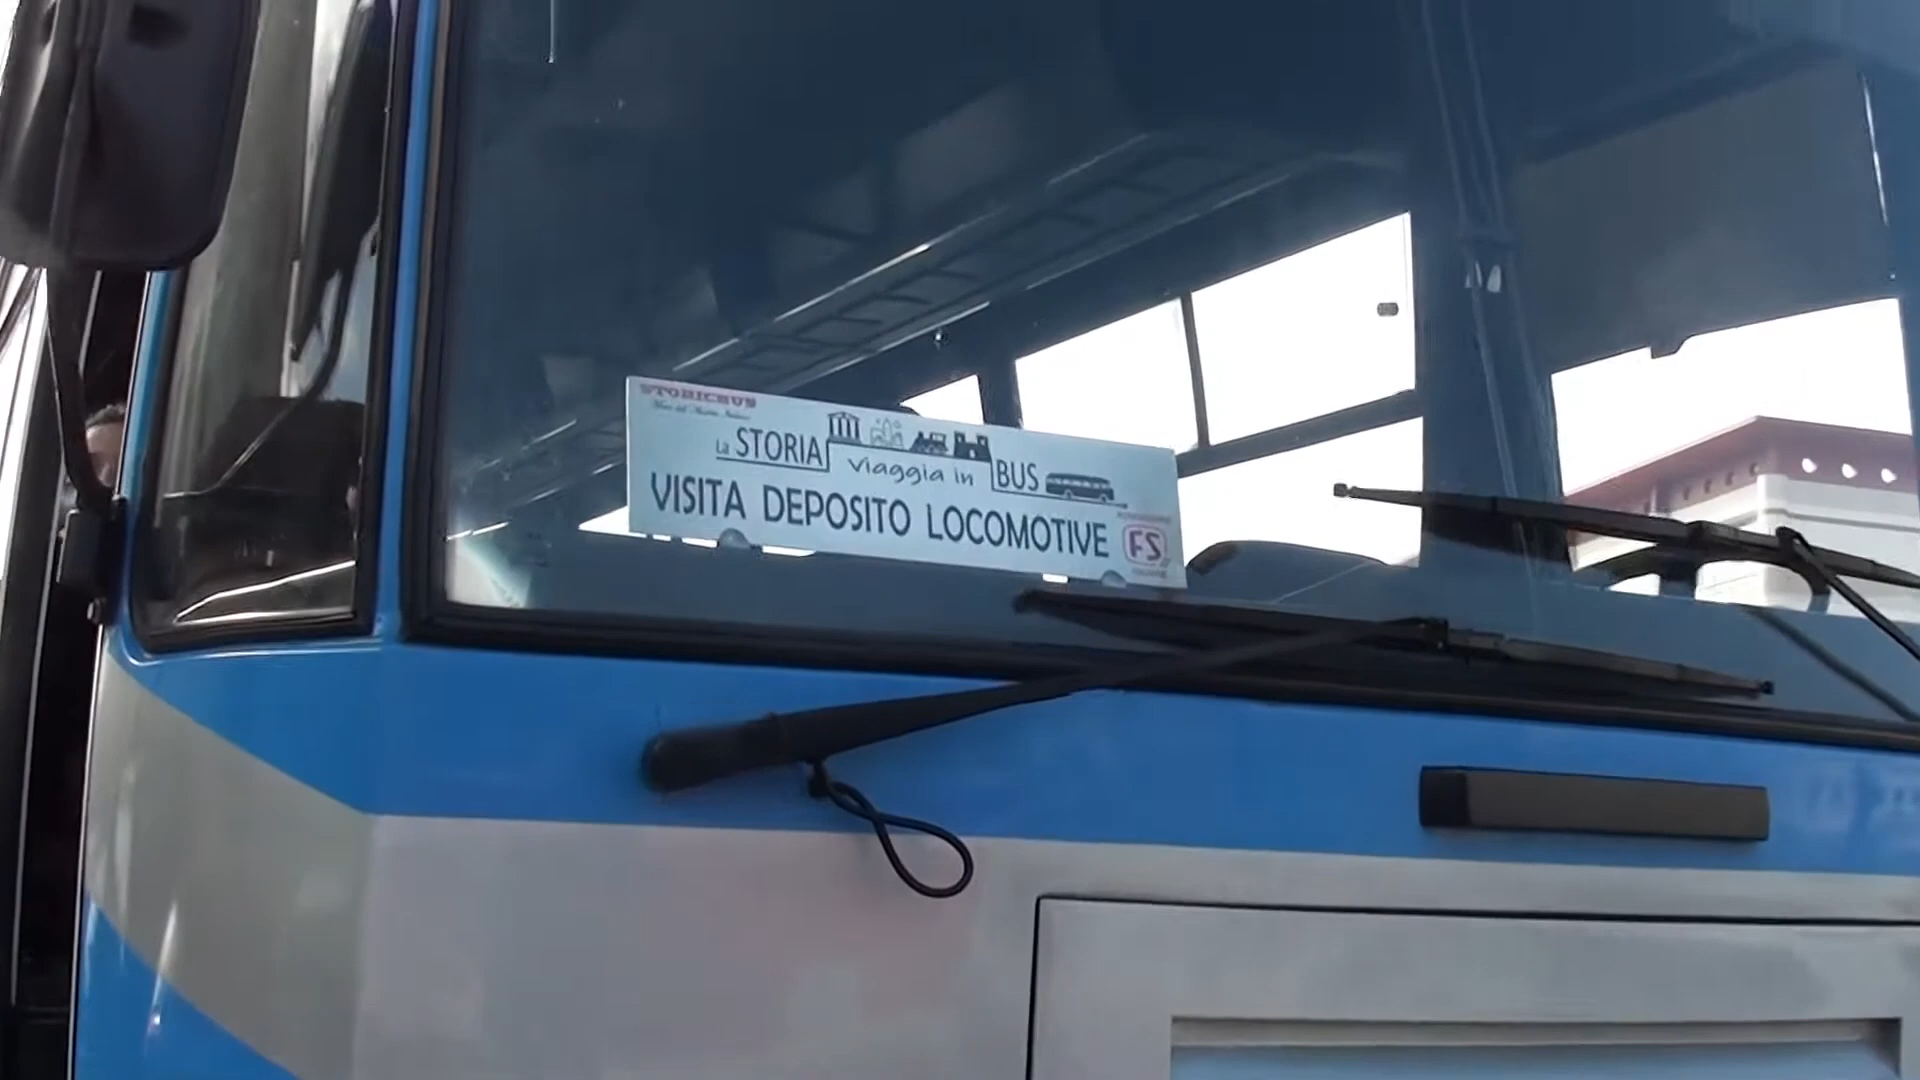 STORICBUS
La STORIA viaggia in BUS
VISITA DEPOSITO LOCOMOTIVE
FS